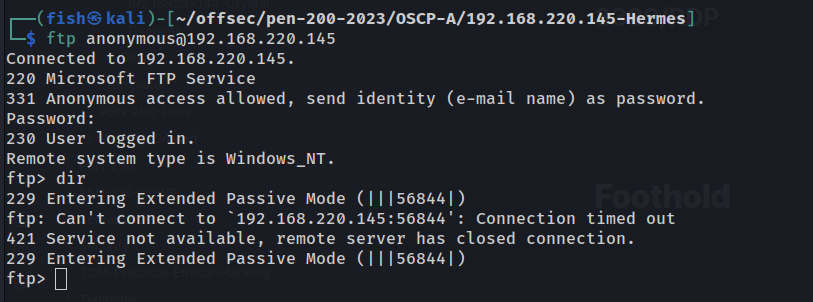 (fish㉿kali)-[~/offsec/pen-200-2023/OSCP-A/192.168.220.145-Hermes]
$ ftp anonymous@192.168.220.145
Connected to 192.168.220.145.
220 Microsoft FTP Service
331 Anonymous access allowed, send identity (e-mail name) as password.
Password:
230 User logged in.
Remote system type is Windows_NT.
ftp> dir
229 Entering Extended Passive Mode (|||56844|)
ftp: Can't connect to `192.168.220.145:56844': Connection timed out
421 Service not available, remote server has closed connection.
229 Entering Extended Passive Mode (|||56844|)
ftp>
Foothold